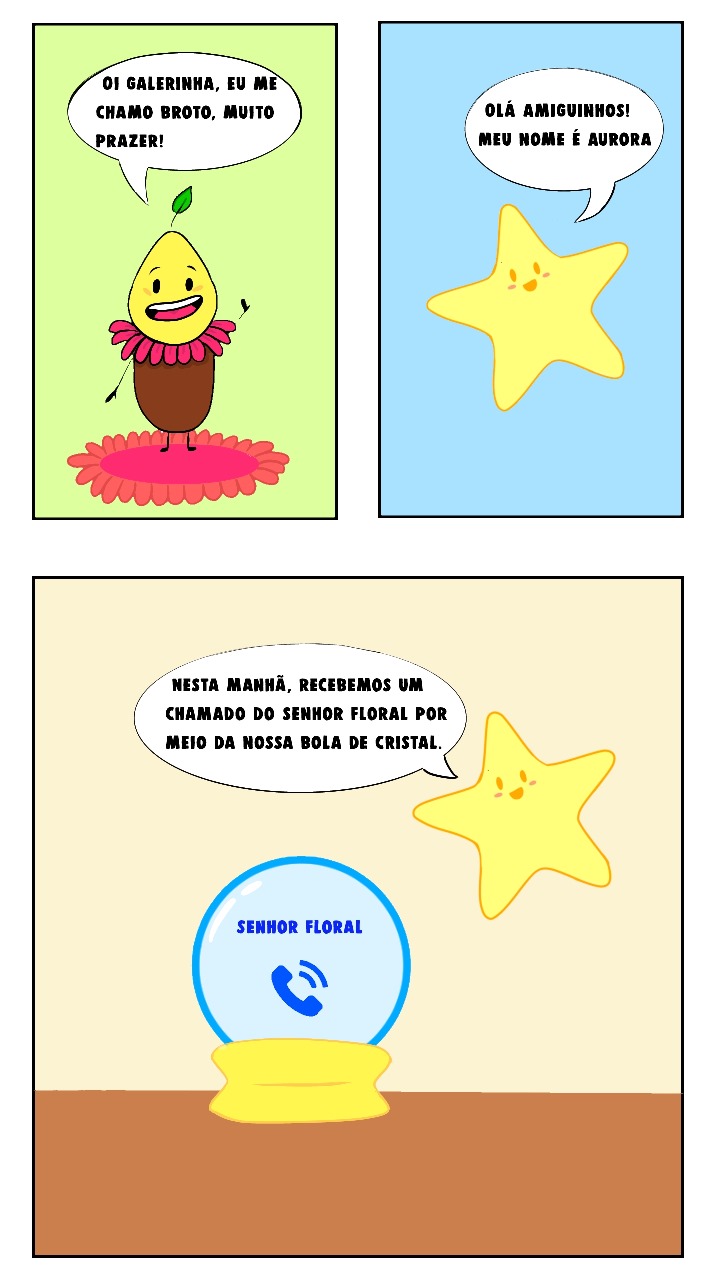 OI GALERINHA, EU ME
CHAMO BROTO, MUITO
PRAZER!
OLÁ AMIGUINHOS!
MEU NOME É AURORA
NESTA MANHÃ, RECEBEMOS UM
CHAMADO DO SENHOR FLORAL POR
MEIO DA NOSSA BOLA DE CRISTAL.
SENHOR FLORAL